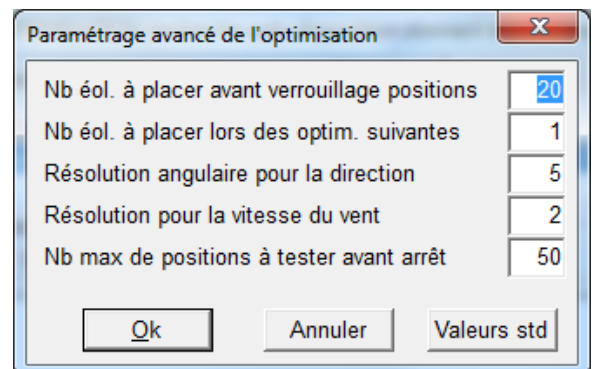 Paramétrage avancé de l'optimisation
Nb éol. à placer avant verrouillage positions 20
Nb éol. à placer lors des optim. suivantes 1
Résolution angulaire pour la direction 5
Résolution pour la vitesse du vent 2
Nb max de positions à tester avant arrêt 50
Ok Annuler Valeurs std